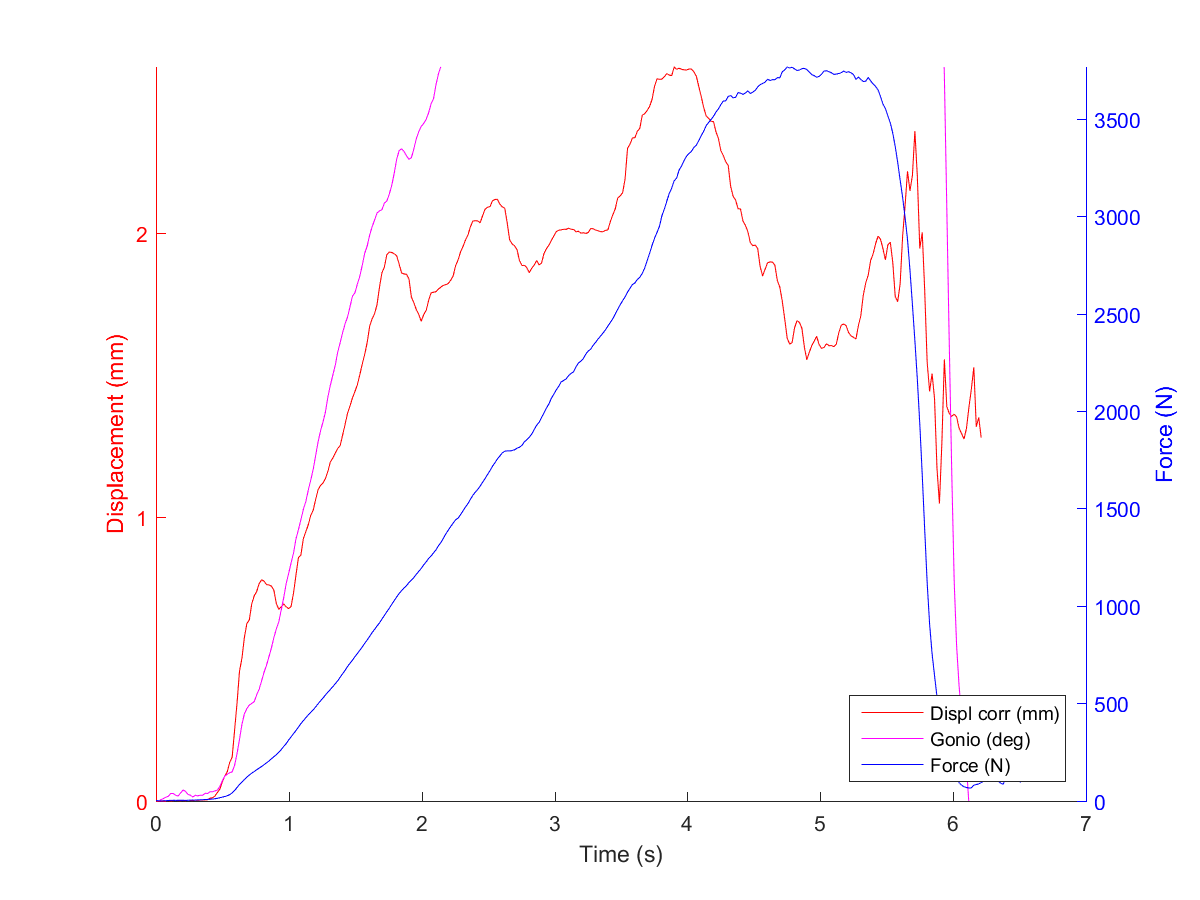 Displacement (mm)
2
1
0
3500
3000
2500
2000
1500
1000
500
0
Force (N)
Displ corr (mm)
Gonio (deg)
Force (N)
0 1 2 3 4 5 6 7
Time (s)